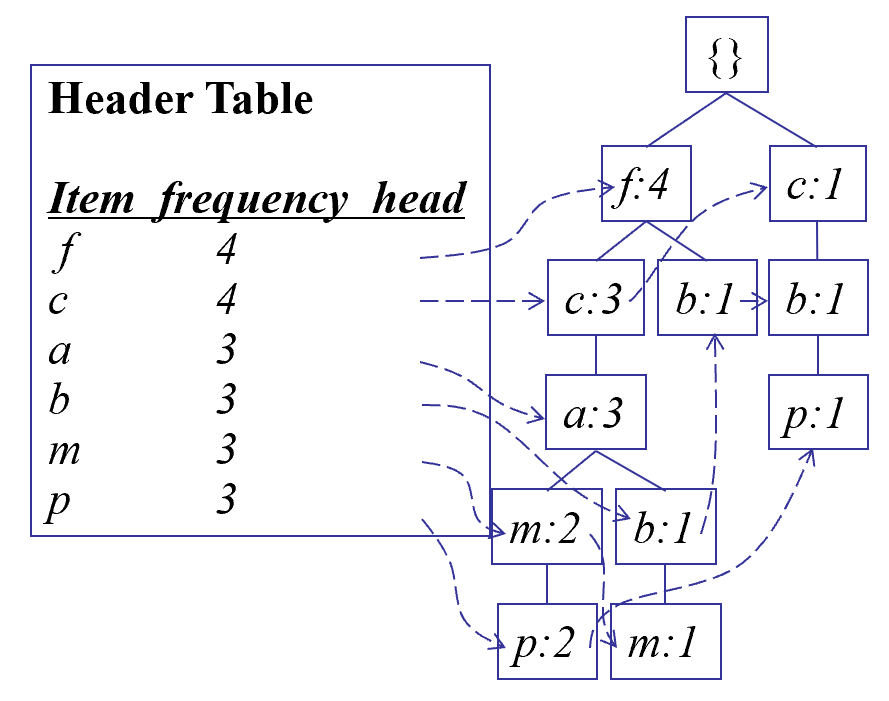 Header Table
Item frequency head
f 4
c 4
a 3
b 3
m 3
p 3
{}
f:4
c:1
c:3
b:1
b:1
a:3
p:1
m:2
b:1
p:2
m:1